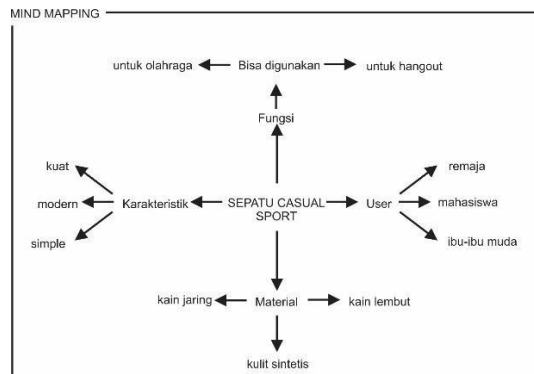 MIND MAPPING
untuk olahraga
Bisa digunakan
untuk hangout
Fungsi
kuat
modern
simple
Karakteristik
SEPATU CASUAL
SPORT
User
remaja
mahasiswa
ibu-ibu muda
kain jaring
Material
kain lembut
kulit sintetis